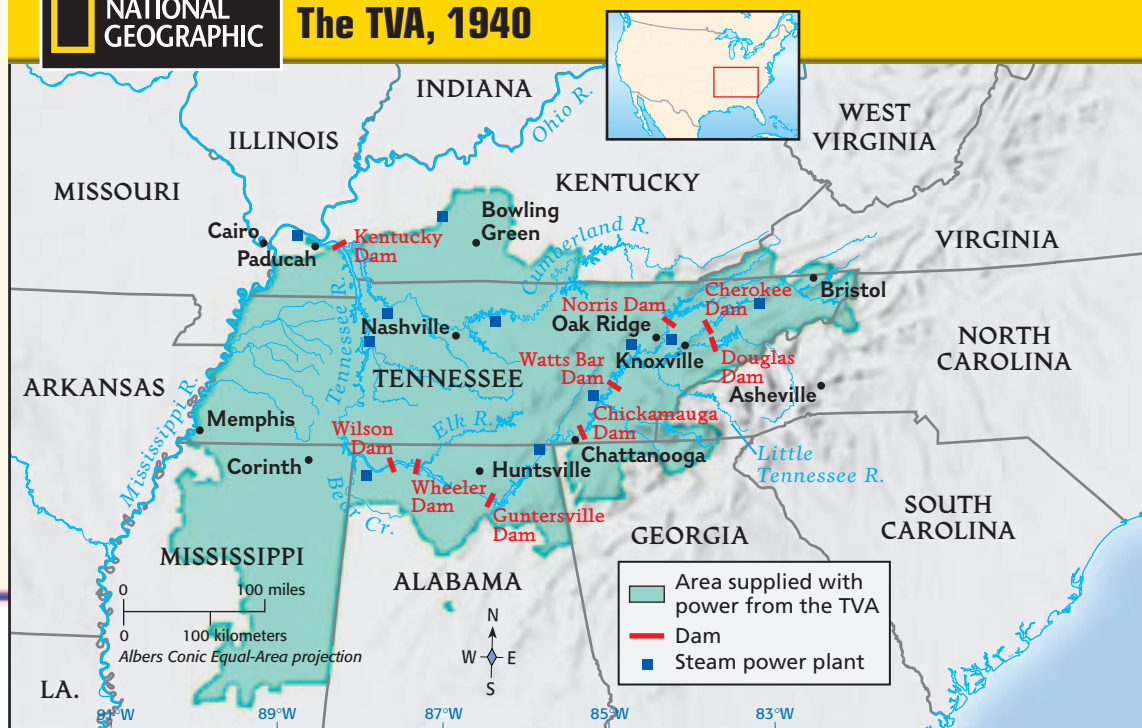 NATIONAL
GEOGRAPHIC
The TVA, 1940
INDIANA
Ohio R.
ILLINOIS
WEST
VIRGINIA
MISSOURI
KENTUCKY
Bowling
Green
Cairo
Paducah
Kentucky
Dam
Cumberland R.
VIRGINIA
Tennessee R.
Nashville
Norris Dam
Oak Ridge
Cherokee
Dam
Bristol
Knoxville
Watts Bar
Dam
Douglas
Dam
NORTH
CAROLINA
TENNESSEE
ARKANSAS
Asheville
Mississippi R.
Memphis
Wilson
Dam
Elk R.
Chickamauga
Dam
Chattanooga
Corinth
Huntsville
Little
Tennessee R.
Wheeler
Dam
Bear Cr.
Guntersville
Dam
SOUTH
CAROLINA
GEORGIA
MISSISSIPPI
ALABAMA
0 100 miles
0 100 kilometers
Albers Conic Equal-Area projection
N
W E
S
Area supplied with
power from the TVA
Dam
Steam power plant
LA.
91°W 89°W 87°W 85°W 83°W